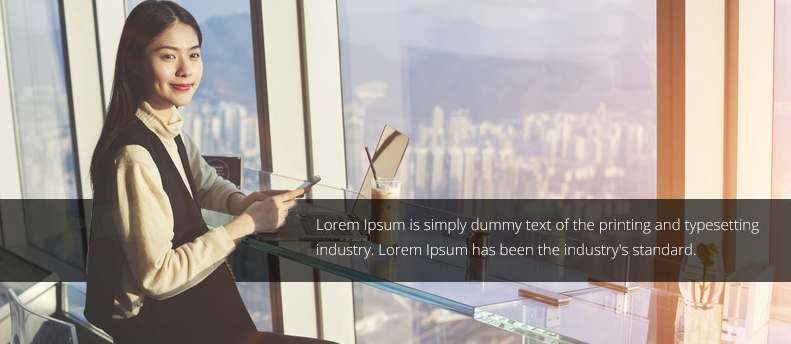 Lorem Ipsum is simply dummy text of the printing and typesetting
industry. Lorem Ipsum has been the industry's standard.